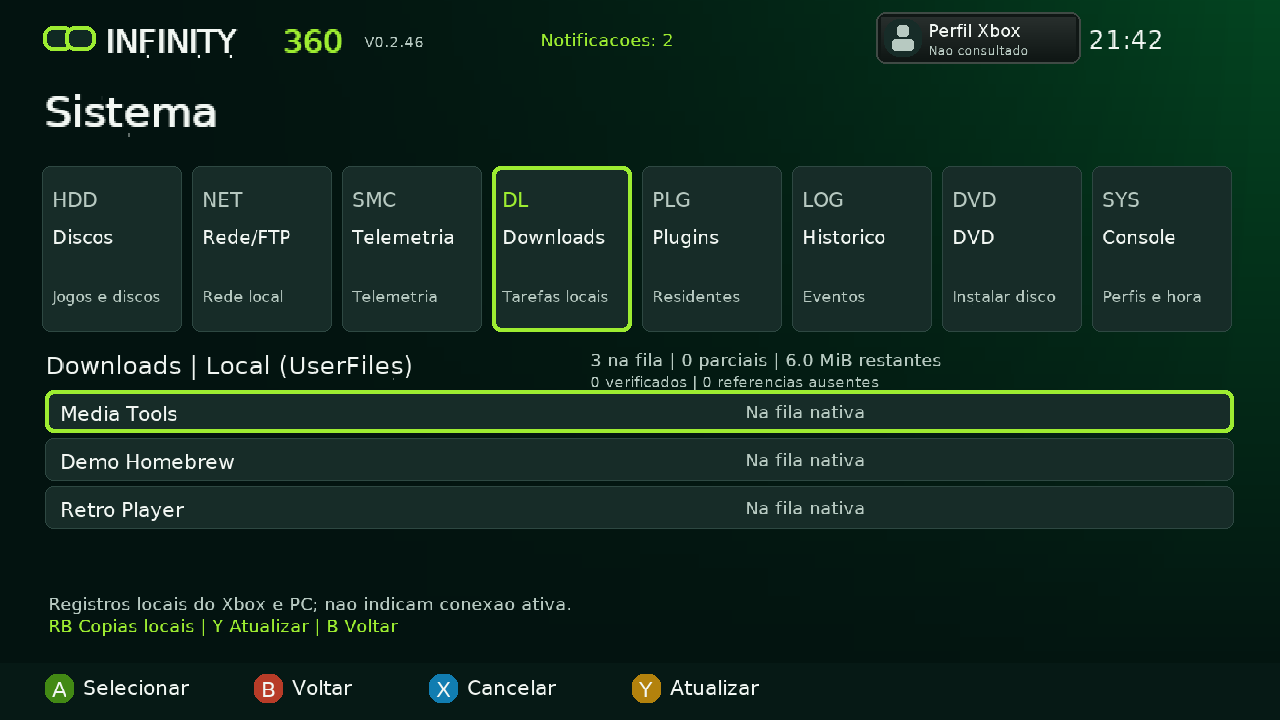 INFINITY 360 V0.2.46 Notificacoes: 2 Perfil Xbox 21:42
Nao consultado
Sistema
HDD NET SMC DL PLG LOG DVD SYS
Discos Rede/FTP Telemetria Downloads Plugins Historico DVD Console
Jogos e discos Rede local Telemetria Tarefas locais Residentes Eventos Instalar disco Perfis e hora
Downloads | Local (UserFiles) 3 na fila | 0 parciais | 6.0 MiB restantes
0 verificados | 0 referencias ausentes
Media Tools Na fila nativa
Demo Homebrew Na fila nativa
Retro Player Na fila nativa
Registros locais do Xbox e PC; nao indicam conexao ativa.
RB Copias locais | Y Atualizar | B Voltar
A Selecionar B Voltar X Cancelar Y Atualizar